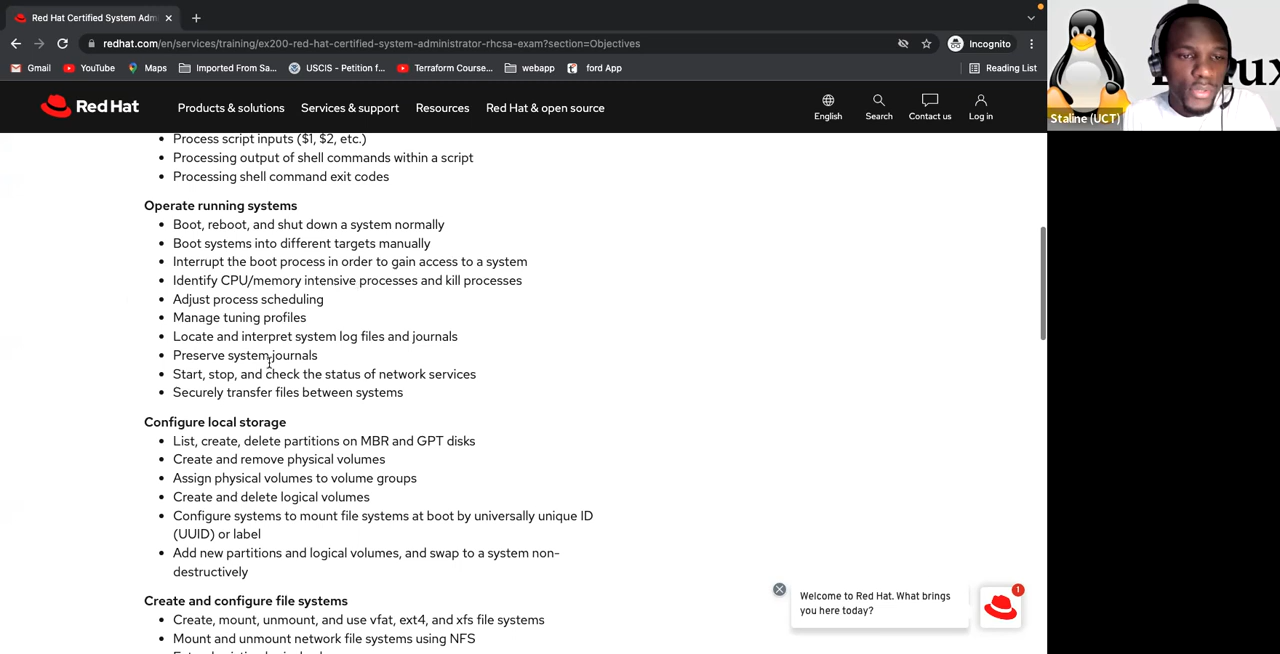 Red Hat Certified System Adm
redhat.com/en/services/training/ex200-red-hat-certified-system-administrator-rhcsa-exam?section=Objectives
Incognito
Gmail
YouTube
Maps
Imported From Sa...
USCIS - Petition f...
Terraform Course...
webapp
ford App
Reading List
Red Hat
Products & solutions
Services & support
Resources
Red Hat & open source
English
Search
Contact us
Log in
Staline (UCT)
• Process script inputs ($1, $2, etc.)
• Processing output of shell commands within a script
• Processing shell command exit codes
Operate running systems
• Boot, reboot, and shut down a system normally
• Boot systems into different targets manually
• Interrupt the boot process in order to gain access to a system
• Identify CPU/memory intensive processes and kill processes
• Adjust process scheduling
• Manage tuning profiles
• Locate and interpret system log files and journals
• Preserve system journals
• Start, stop, and check the status of network services
• Securely transfer files between systems
Configure local storage
• List, create, delete partitions on MBR and GPT disks
• Create and remove physical volumes
• Assign physical volumes to volume groups
• Create and delete logical volumes
• Configure systems to mount file systems at boot by universally unique ID
(UUID) or label
• Add new partitions and logical volumes, and swap to a system non-
destructively
Create and configure file systems
• Create, mount, unmount, and use vfat, ext4, and xfs file systems
• Mount and unmount network file systems using NFS
Welcome to Red Hat. What brings
you here today?
1